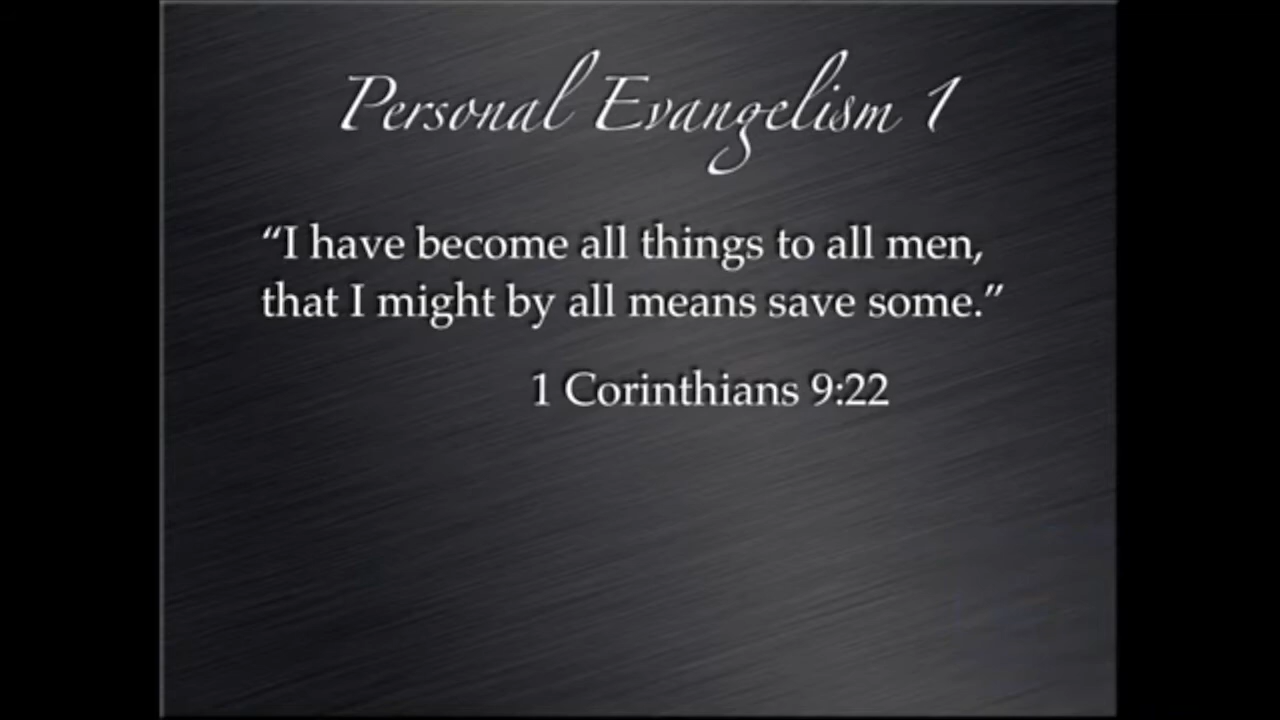 Personal Evangelism 1
“I have become all things to all men,
that I might by all means save some.”
1 Corinthians 9:22